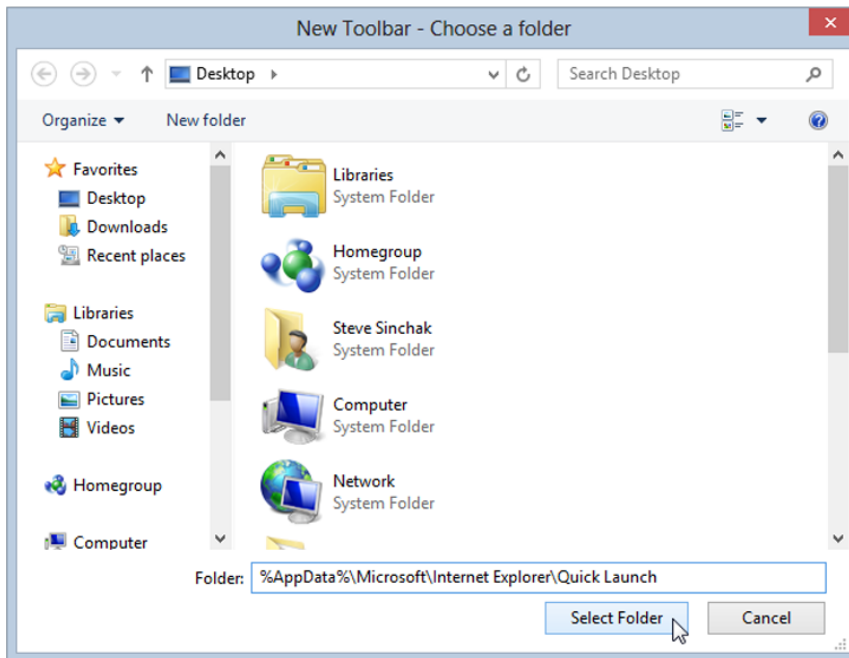 New Toolbar - Choose a folder
Desktop
Search Desktop
Organize
New folder
Favorites
Desktop
Downloads
Recent places
Libraries
Documents
Music
Pictures
Videos
Homegroup
Computer
Libraries
System Folder
Homegroup
System Folder
Steve Sinchak
System Folder
Computer
System Folder
Network
System Folder
Folder: %AppData%\Microsoft\Internet Explorer\Quick Launch
Select Folder
Cancel